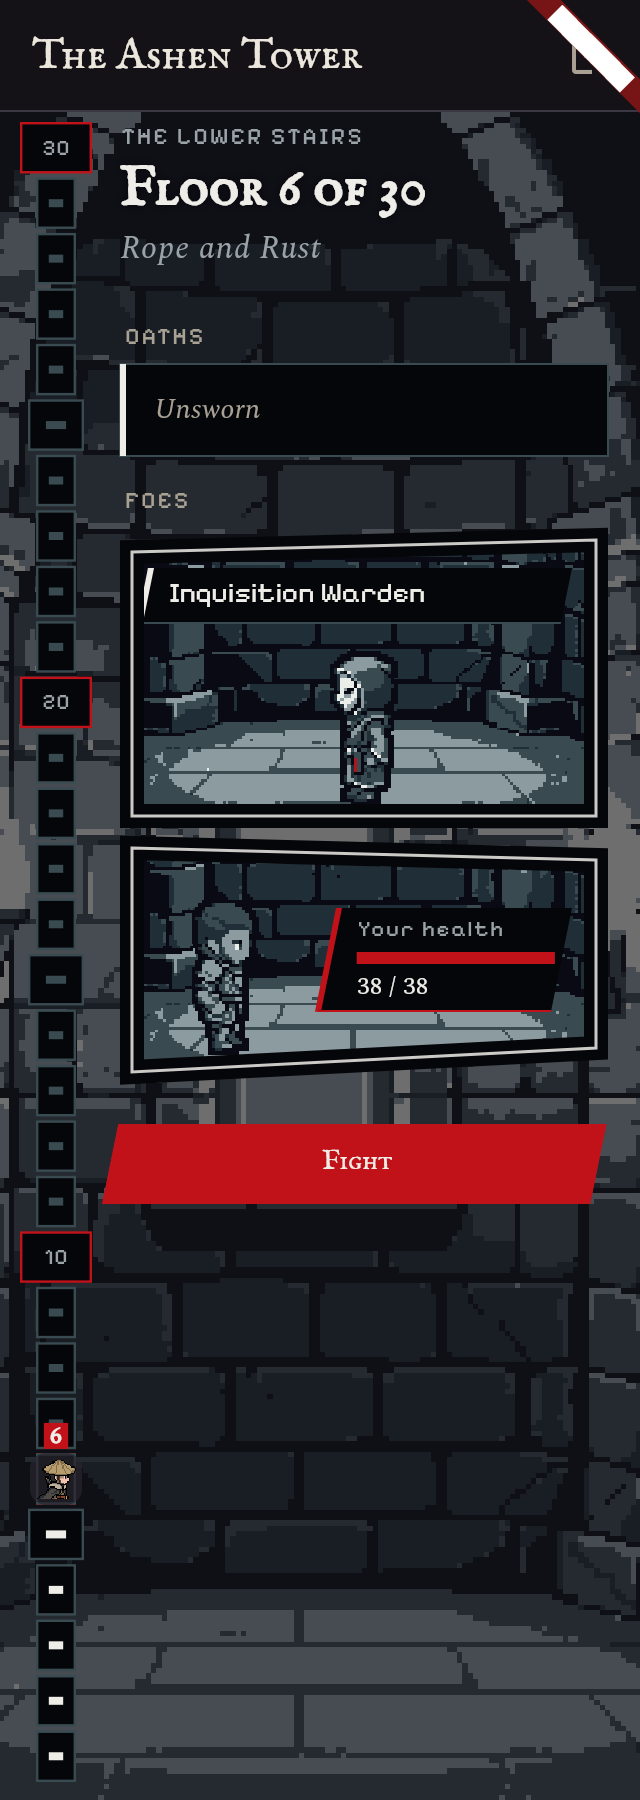 The Ashen Tower
30
THE LOWER STAIRS
Floor 6 of 30
Rope and Rust
OATHS
Unsworn
FOES
Inquisition Warden
20
Your health
38 / 38
Fight
10
6